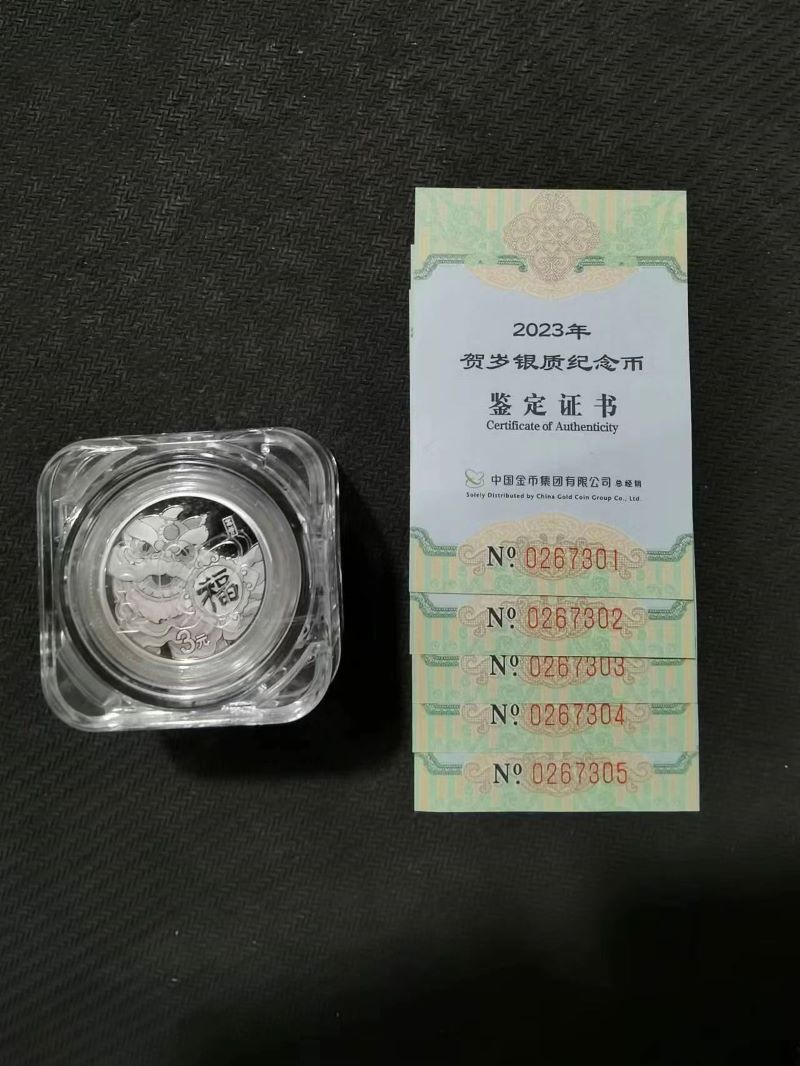 福
3元
2023年
贺岁银质纪念币
鉴定证书
Certificate of Authenticity
中国金币集团有限公司 总经销
Solely Distributed by China Gold Coin Group Co., Ltd.
Nº 0267301
Nº 0267302
Nº 0267303
Nº 0267304
Nº 0267305